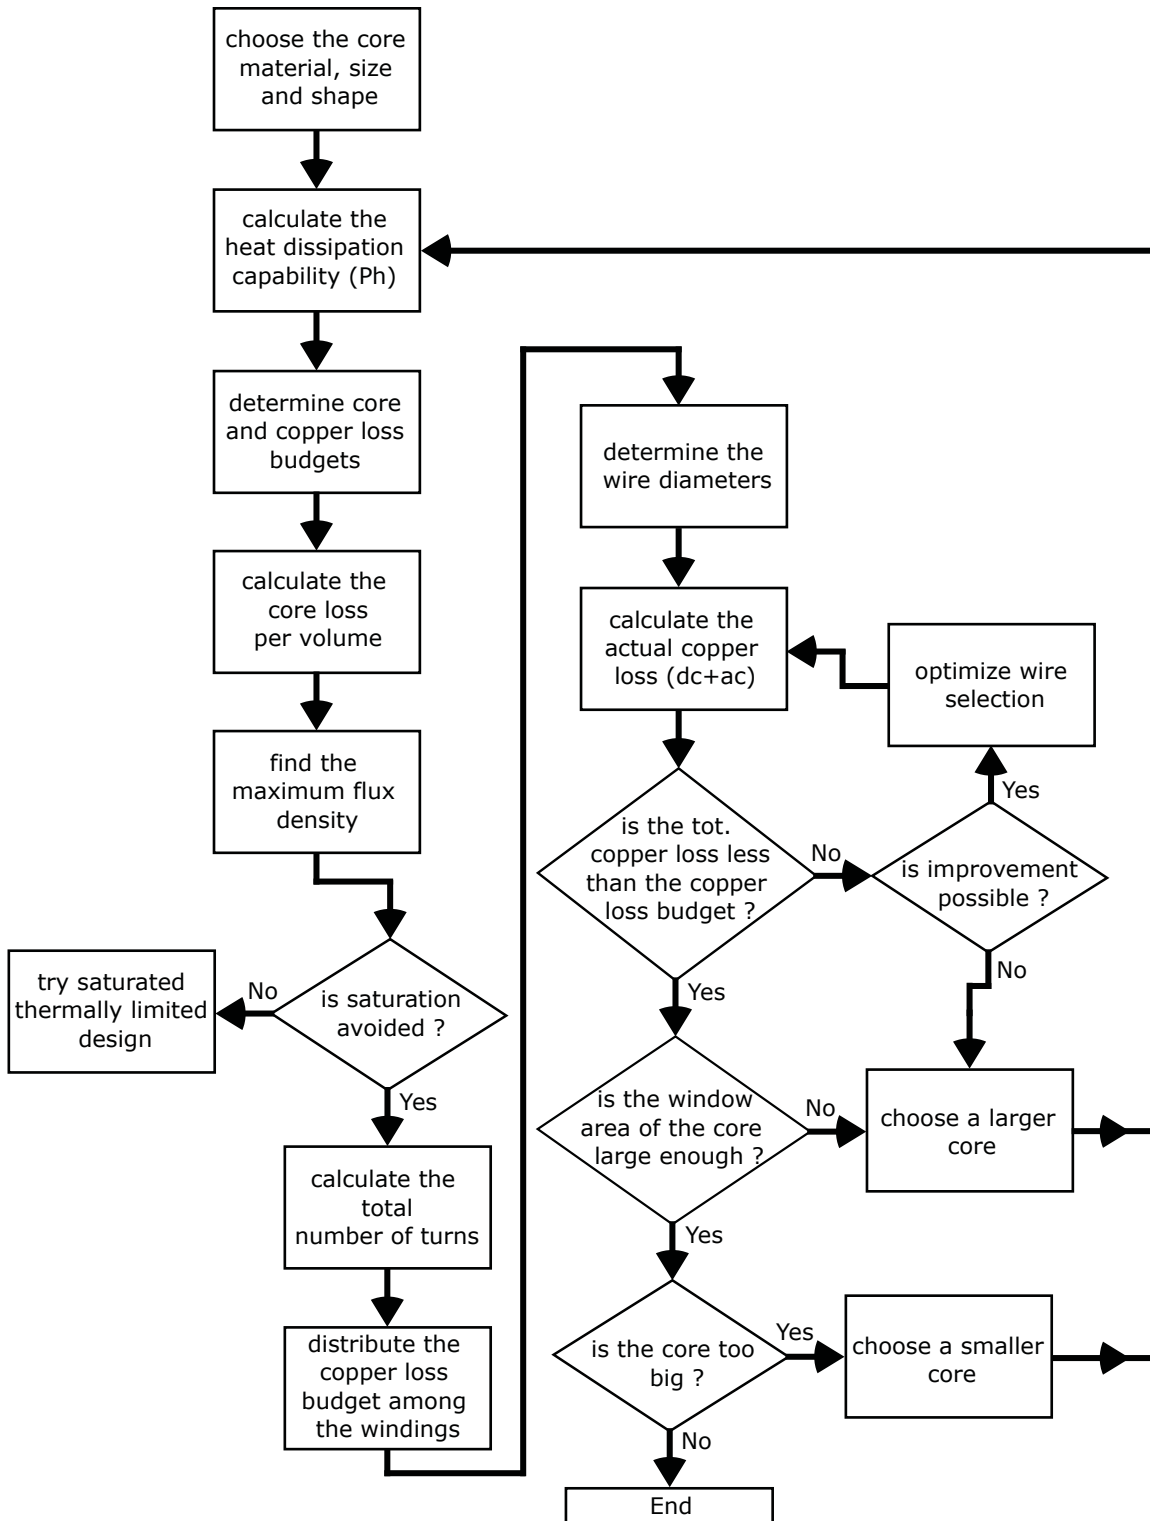 choose the core
material, size
and shape
calculate the
heat dissipation
capability (Ph)
determine core
and copper loss
budgets
calculate the
core loss
per volume
find the
maximum flux
density
is saturation
avoided ?
No
try saturated
thermally limited
design
Yes
calculate the
total
number of turns
distribute the
copper loss
budget among
the windings
determine the
wire diameters
calculate the
actual copper
loss (dc+ac)
optimize wire
selection
Yes
is the tot.
copper loss less
than the copper
loss budget ?
No
is improvement
possible ?
No
Yes
is the window
area of the core
large enough ?
No
choose a larger
core
Yes
is the core too
big ?
Yes
choose a smaller
core
No
End